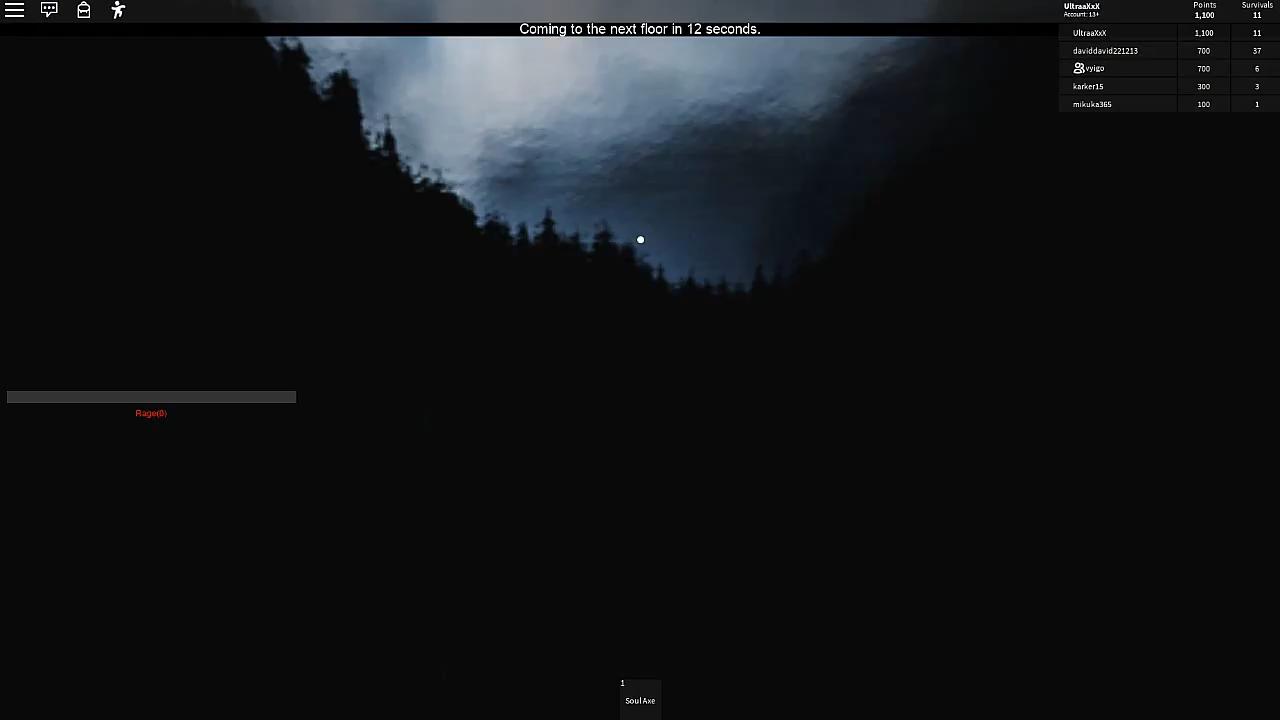 Coming to the next floor in 12 seconds.
UltraaXxX Points Survivals
Account: 13+ 1,100 11
UltraaXxX 1,100 11
daviddavid221213 700 37
vyigo 700 6
karker15 300 3
mikuka365 100 1
Rage(0)
1
Soul Axe